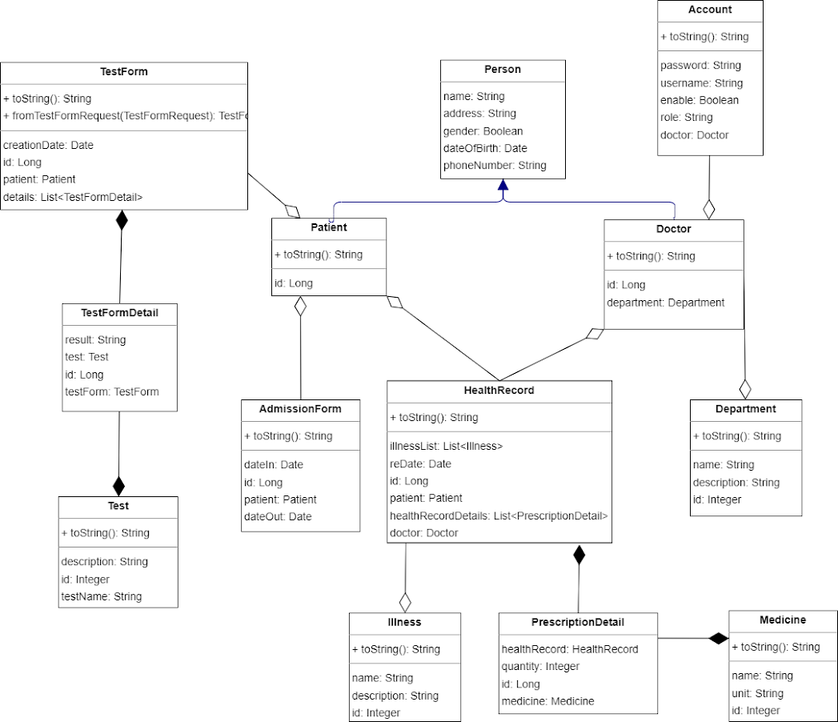 Account
+ toString(): String
password: String
username: String
enable: Boolean
role: String
doctor: Doctor
TestForm
+ toString(): String
+ fromTestFormRequest(TestFormRequest): TestFo
creationDate: Date
id: Long
patient: Patient
details: List<TestFormDetail>
Person
name: String
address: String
gender: Boolean
dateOfBirth: Date
phoneNumber: String
Patient
+ toString(): String
id: Long
Doctor
+ toString(): String
id: Long
department: Department
TestFormDetail
result: String
test: Test
id: Long
testForm: TestForm
AdmissionForm
+ toString(): String
dateIn: Date
id: Long
patient: Patient
dateOut: Date
HealthRecord
+ toString(): String
illnessList: List<Illness>
reDate: Date
id: Long
patient: Patient
healthRecordDetails: List<PrescriptionDetail>
doctor: Doctor
Department
+ toString(): String
name: String
description: String
id: Integer
Test
+ toString(): String
description: String
id: Integer
testName: String
Illness
+ toString(): String
name: String
description: String
id: Integer
PrescriptionDetail
healthRecord: HealthRecord
quantity: Integer
id: Long
medicine: Medicine
Medicine
+ toString(): String
name: String
unit: String
id: Integer